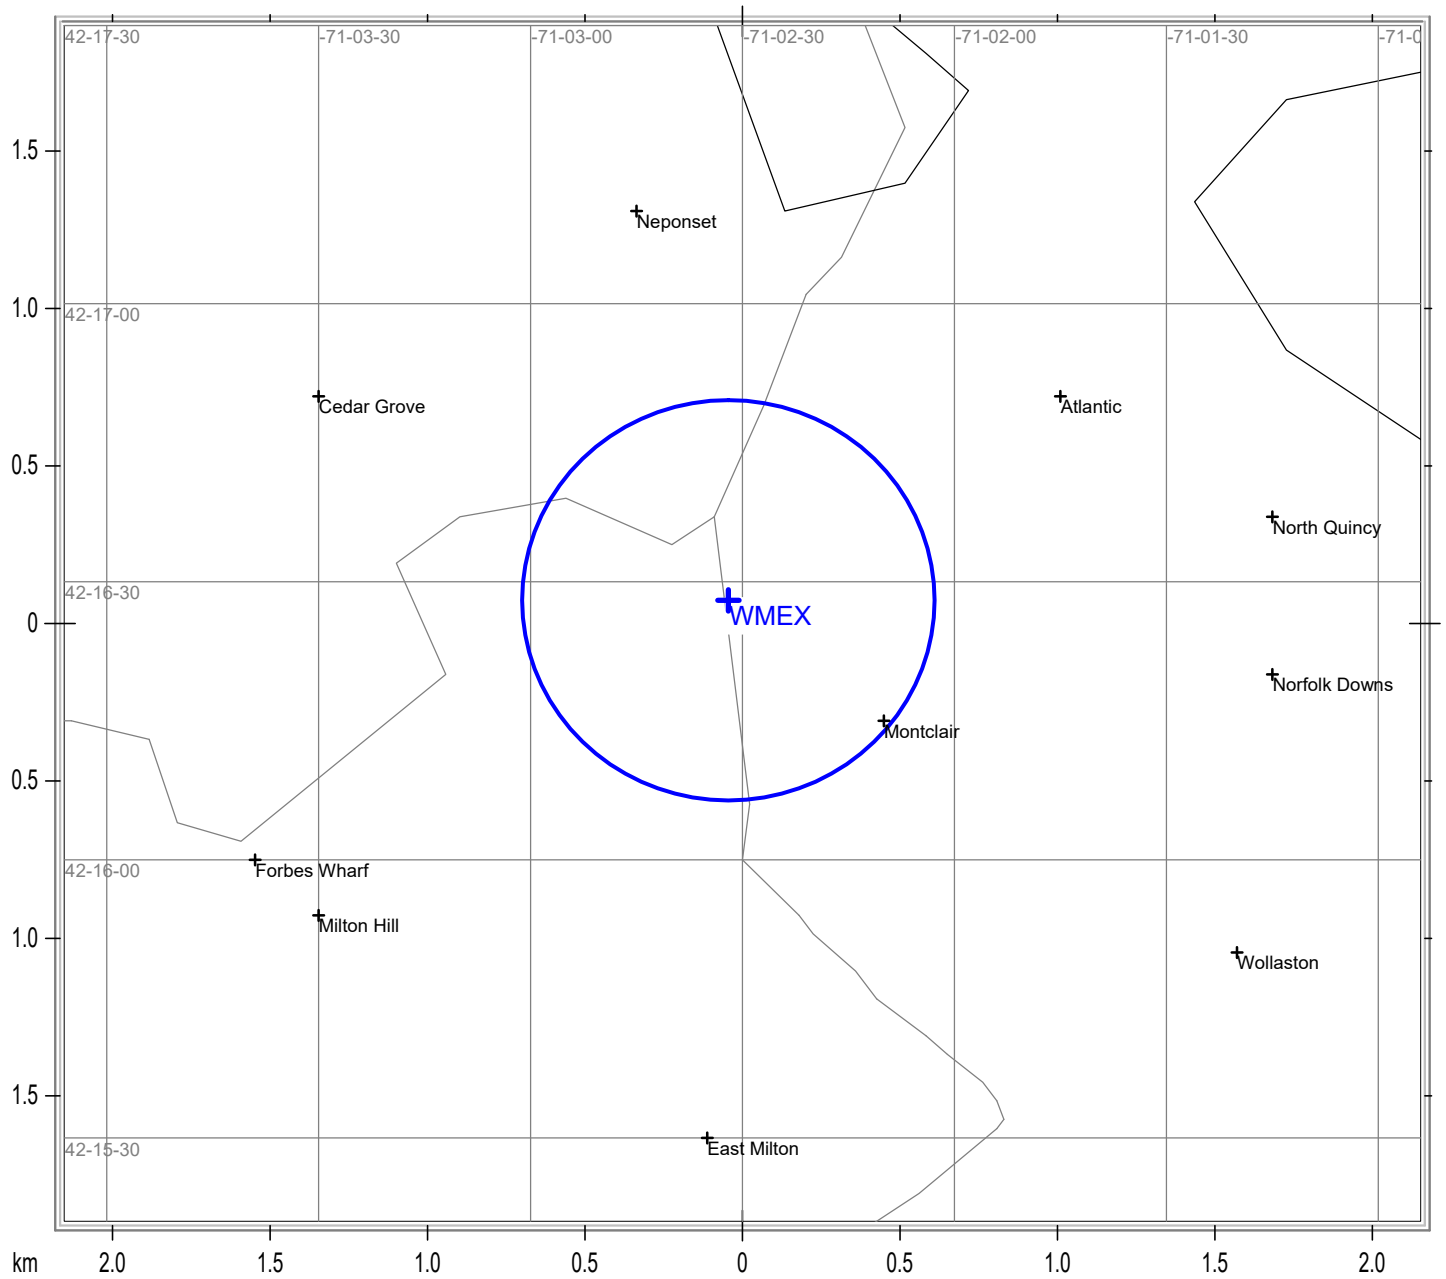 42-17-30 -71-03-30 -71-03-00 -71-02-30 -71-02-00 -71-01-30 -71-0
1.5
Neponset
1.0
42-17-00
Cedar Grove
Atlantic
0.5
North Quincy
42-16-30
WMEX
0
Norfolk Downs
Montclair
0.5
42-16-00
Forbes Wharf
Milton Hill
1.0
Wollaston
1.5
42-15-30
East Milton
km 2.0 1.5 1.0 0.5 0 0.5 1.0 1.5 2.0